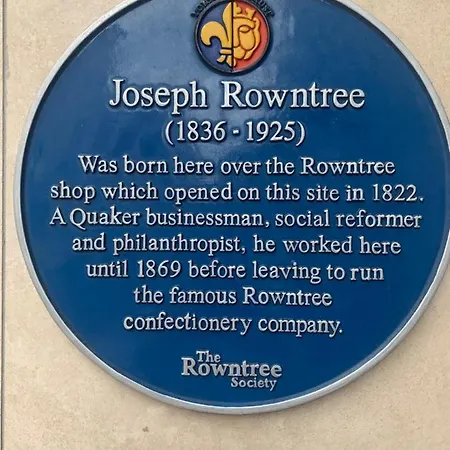 Joseph Rowntree
(1836 - 1925)
Was born here over the Rowntree
shop which opened on this site in 1822.
A Quaker businessman, social reformer
and philanthropist, he worked here
until 1869 before leaving to run
the famous Rowntree
confectionery company.
The
Rowntree
Society